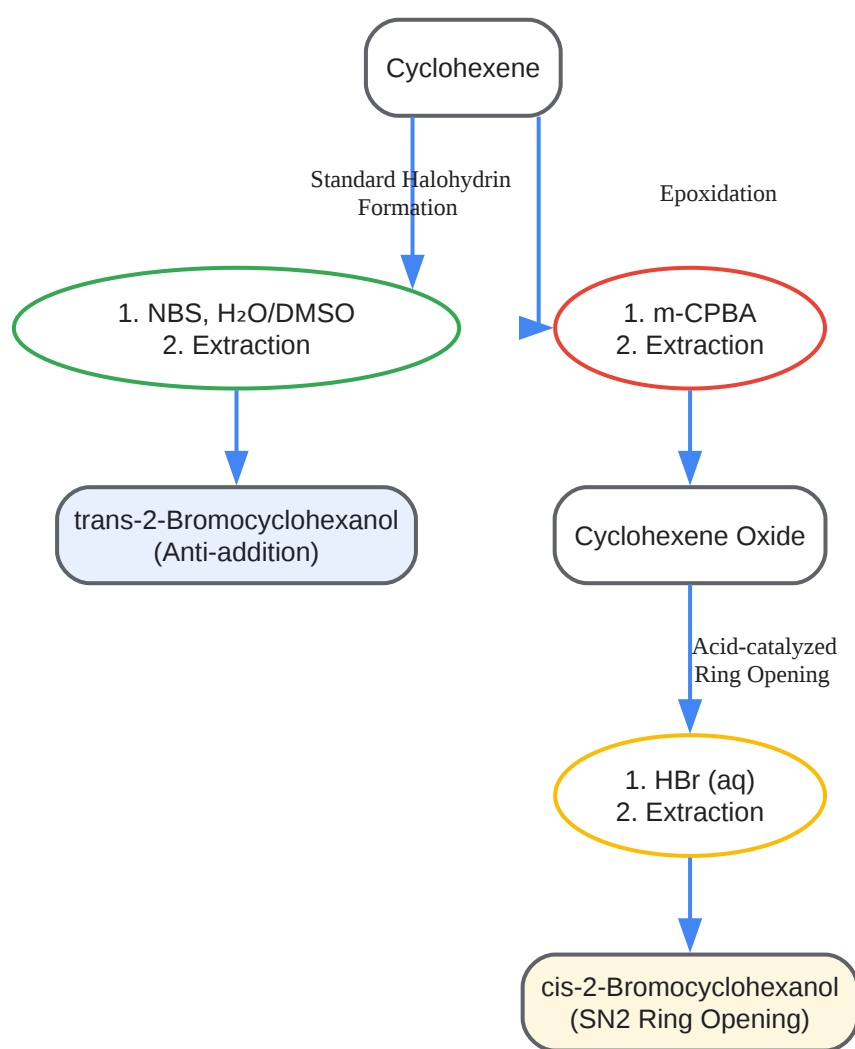 Cyclohexene
Standard Halohydrin
Formation
Epoxidation
1. NBS, H₂O/DMSO
2. Extraction
1. m-CPBA
2. Extraction
trans-2-Bromocyclohexanol
(Anti-addition)
Cyclohexene Oxide
Acid-catalyzed
Ring Opening
1. HBr (aq)
2. Extraction
cis-2-Bromocyclohexanol
(SN2 Ring Opening)